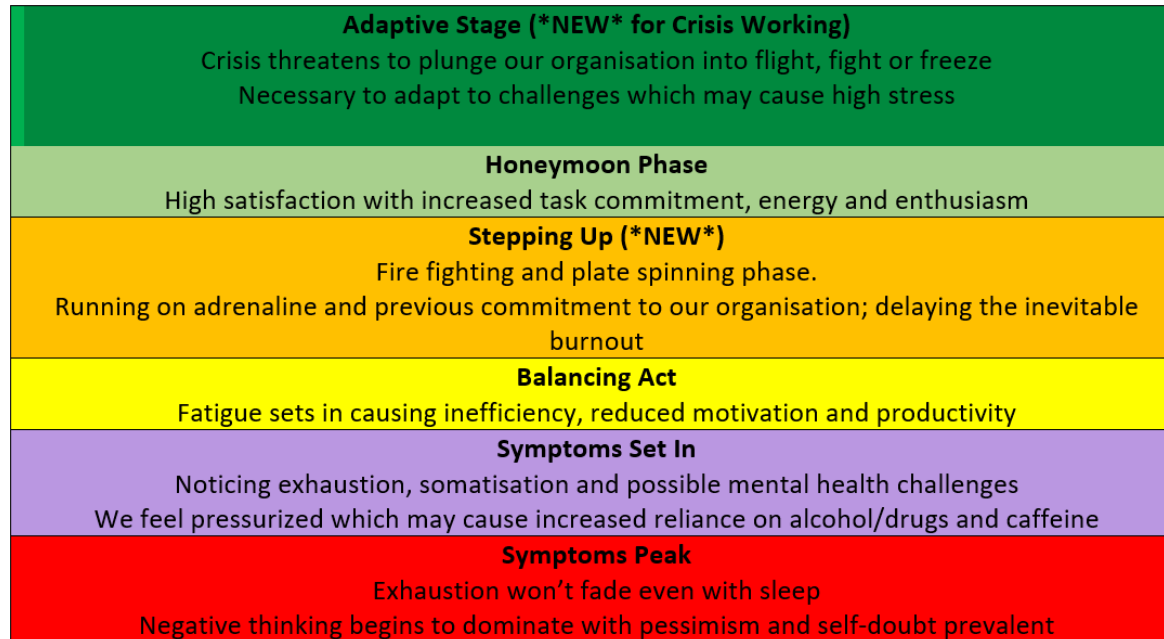 Adaptive Stage (*NEW* for Crisis Working)
Crisis threatens to plunge our organisation into flight, fight or freeze
Necessary to adapt to challenges which may cause high stress
Honeymoon Phase
High satisfaction with increased task commitment, energy and enthusiasm
Stepping Up (*NEW*)
Fire fighting and plate spinning phase.
Running on adrenaline and previous commitment to our organisation; delaying the inevitable
burnout
Balancing Act
Fatigue sets in causing inefficiency, reduced motivation and productivity
Symptoms Set In
Noticing exhaustion, somatisation and possible mental health challenges
We feel pressurized which may cause increased reliance on alcohol/drugs and caffeine
Symptoms Peak
Exhaustion won’t fade even with sleep
Negative thinking begins to dominate with pessimism and self-doubt prevalent